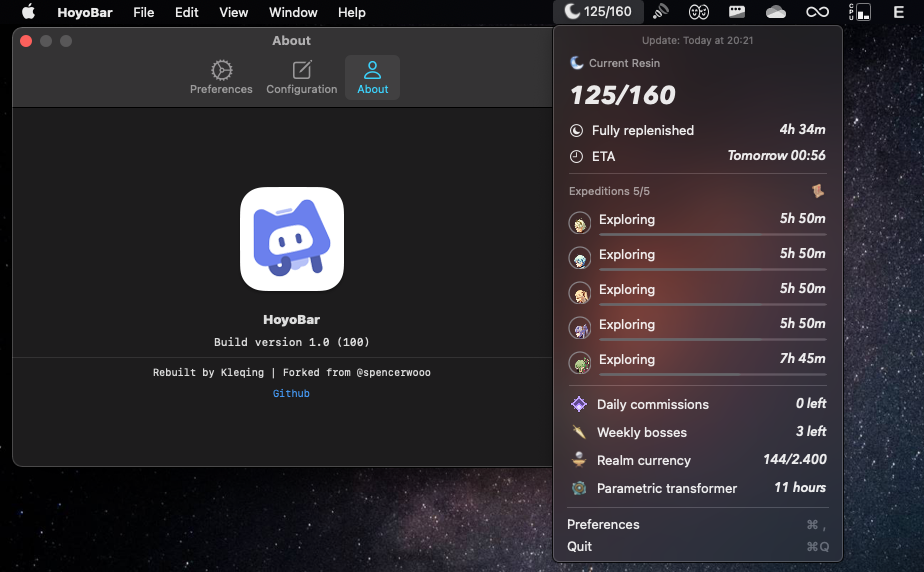 HoyoBar File Edit View Window Help 125/160 CPU E
About
Preferences Configuration About
HoyoBar
Build version 1.0 (100)
Rebuilt by Kleqing | Forked from @spencerwooo
Github
Update: Today at 20:21
Current Resin
125/160
Fully replenished 4h 34m
ETA Tomorrow 00:56
Expeditions 5/5
Exploring 5h 50m
Exploring 5h 50m
Exploring 5h 50m
Exploring 5h 50m
Exploring 7h 45m
Daily commissions 0 left
Weekly bosses 3 left
Realm currency 144/2.400
Parametric transformer 11 hours
Preferences ⌘ ,
Quit ⌘Q